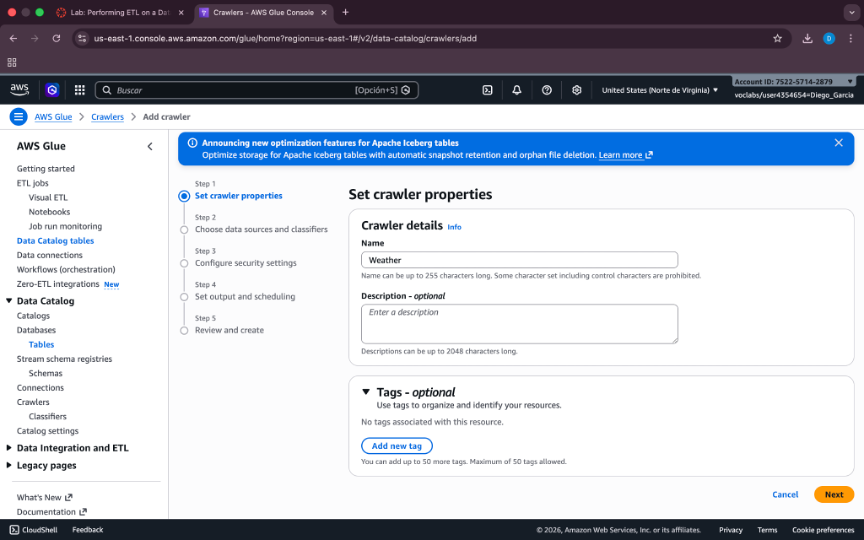 Lab: Performing ETL on a Dat
Crawlers - AWS Glue Console
us-east-1.console.aws.amazon.com/glue/home?region=us-east-1#/v2/data-catalog/crawlers/add
D
aws
Buscar
[Opción+S]
United States (Norte de Virginia)
Account ID: 7522-5714-2879
voclabs/user4354654=Diego_Garcia
AWS Glue
Crawlers
Add crawler
AWS Glue
Getting started
ETL jobs
Visual ETL
Notebooks
Job run monitoring
Data Catalog tables
Data connections
Workflows (orchestration)
Zero-ETL integrations New
Data Catalog
Catalogs
Databases
Tables
Stream schema registries
Schemas
Connections
Crawlers
Classifiers
Catalog settings
Data Integration and ETL
Legacy pages
What's New
Documentation
Announcing new optimization features for Apache Iceberg tables
Optimize storage for Apache Iceberg tables with automatic snapshot retention and orphan file deletion. Learn more
Step 1
Set crawler properties
Step 2
Choose data sources and classifiers
Step 3
Configure security settings
Step 4
Set output and scheduling
Step 5
Review and create
Set crawler properties
Crawler details Info
Name
Weather
Name can be up to 255 characters long. Some character set including control characters are prohibited.
Description - optional
Enter a description
Descriptions can be up to 2048 characters long.
Tags - optional
Use tags to organize and identify your resources.
No tags associated with this resource.
Add new tag
You can add up to 50 more tags. Maximum of 50 tags allowed.
Cancel
Next
CloudShell
Feedback
© 2026, Amazon Web Services, Inc. or its affiliates.
Privacy
Terms
Cookie preferences